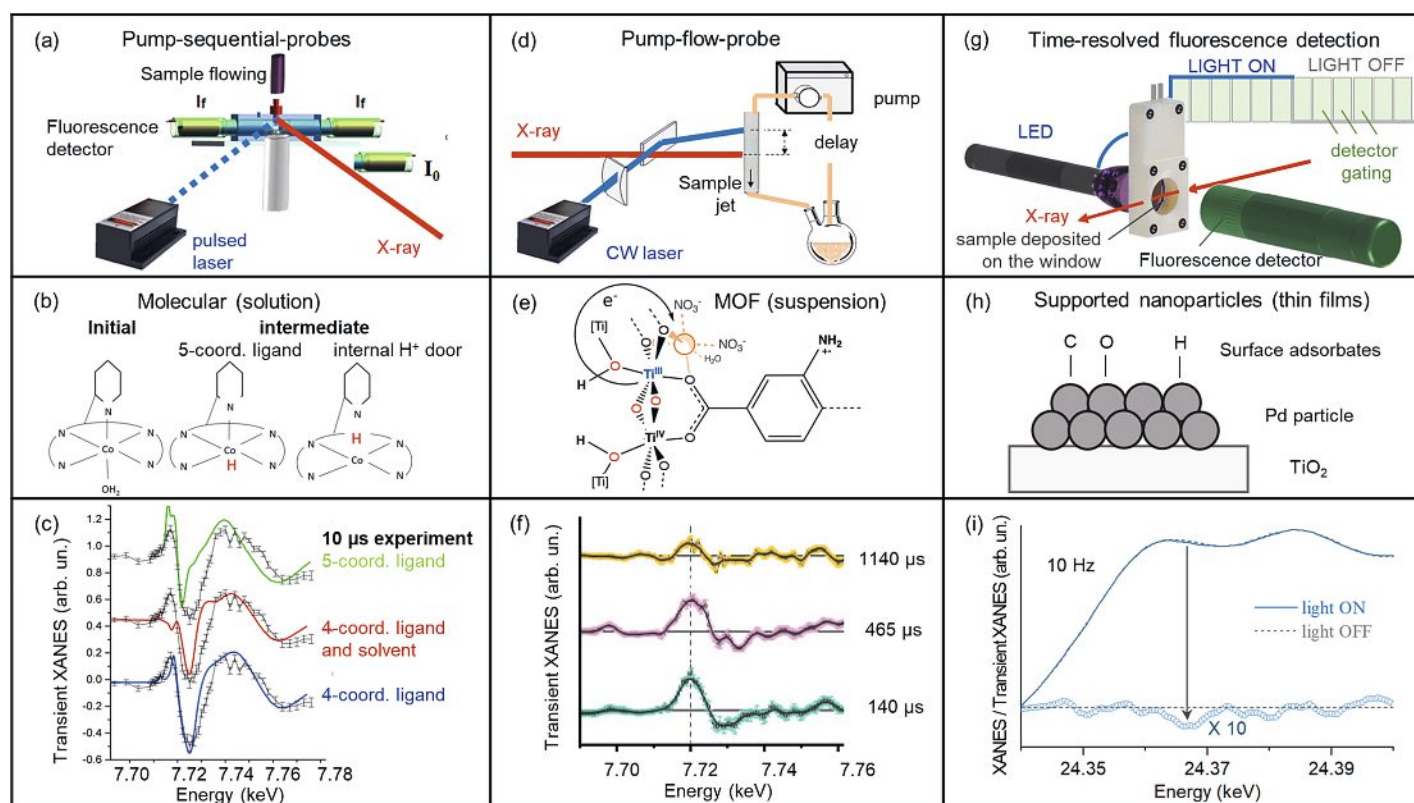 (a) Pump-sequential-probes
Sample flowing
If
If
Fluorescence
detector
I0
pulsed
laser
X-ray
(d) Pump-flow-probe
pump
X-ray
delay
Sample
jet
CW laser
(g) Time-resolved fluorescence detection
LIGHT ON LIGHT OFF
LED
detector
gating
X-ray
sample deposited
on the window
Fluorescence detector
(b) Molecular (solution)
Initial intermediate
5-coord. ligand internal H+ door
N
N
N
N
N
Co
OH2
N
N
N
N
N
Co
H
N
H
N
N
N
N
Co
(e) MOF (suspension)
e-
NO3-
[Ti]
O
O
NO3-
H2O
NH2
+•
H
O
TiIII
O
O
O
H
O
TiIV
O
[Ti]
O
O
(h) Supported nanoparticles (thin films)
C O H
Surface adsorbates
Pd particle
TiO2
(c)
Transient XANES (arb. un.)
1.2
1.0
0.8
0.6
0.4
0.2
0.0
-0.2
-0.4
-0.6
10 µs experiment
5-coord. ligand
4-coord. ligand
and solvent
4-coord. ligand
7.70 7.72 7.74 7.76 7.78
Energy (keV)
(f)
Transient XANES (arb. un.)
1140 µs
465 µs
140 µs
7.70 7.72 7.74 7.76
Energy (keV)
(i)
XANES / Transient XANES (arb. un.)
10 Hz
light ON
light OFF
X 10
24.35 24.37 24.39
Energy (keV)